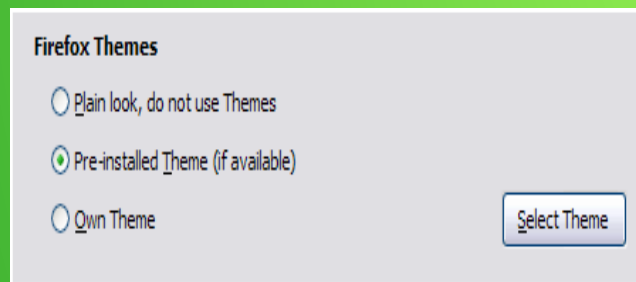 Firefox Themes
Plain look, do not use Themes
Pre-installed Theme (if available)
Own Theme
Select Theme